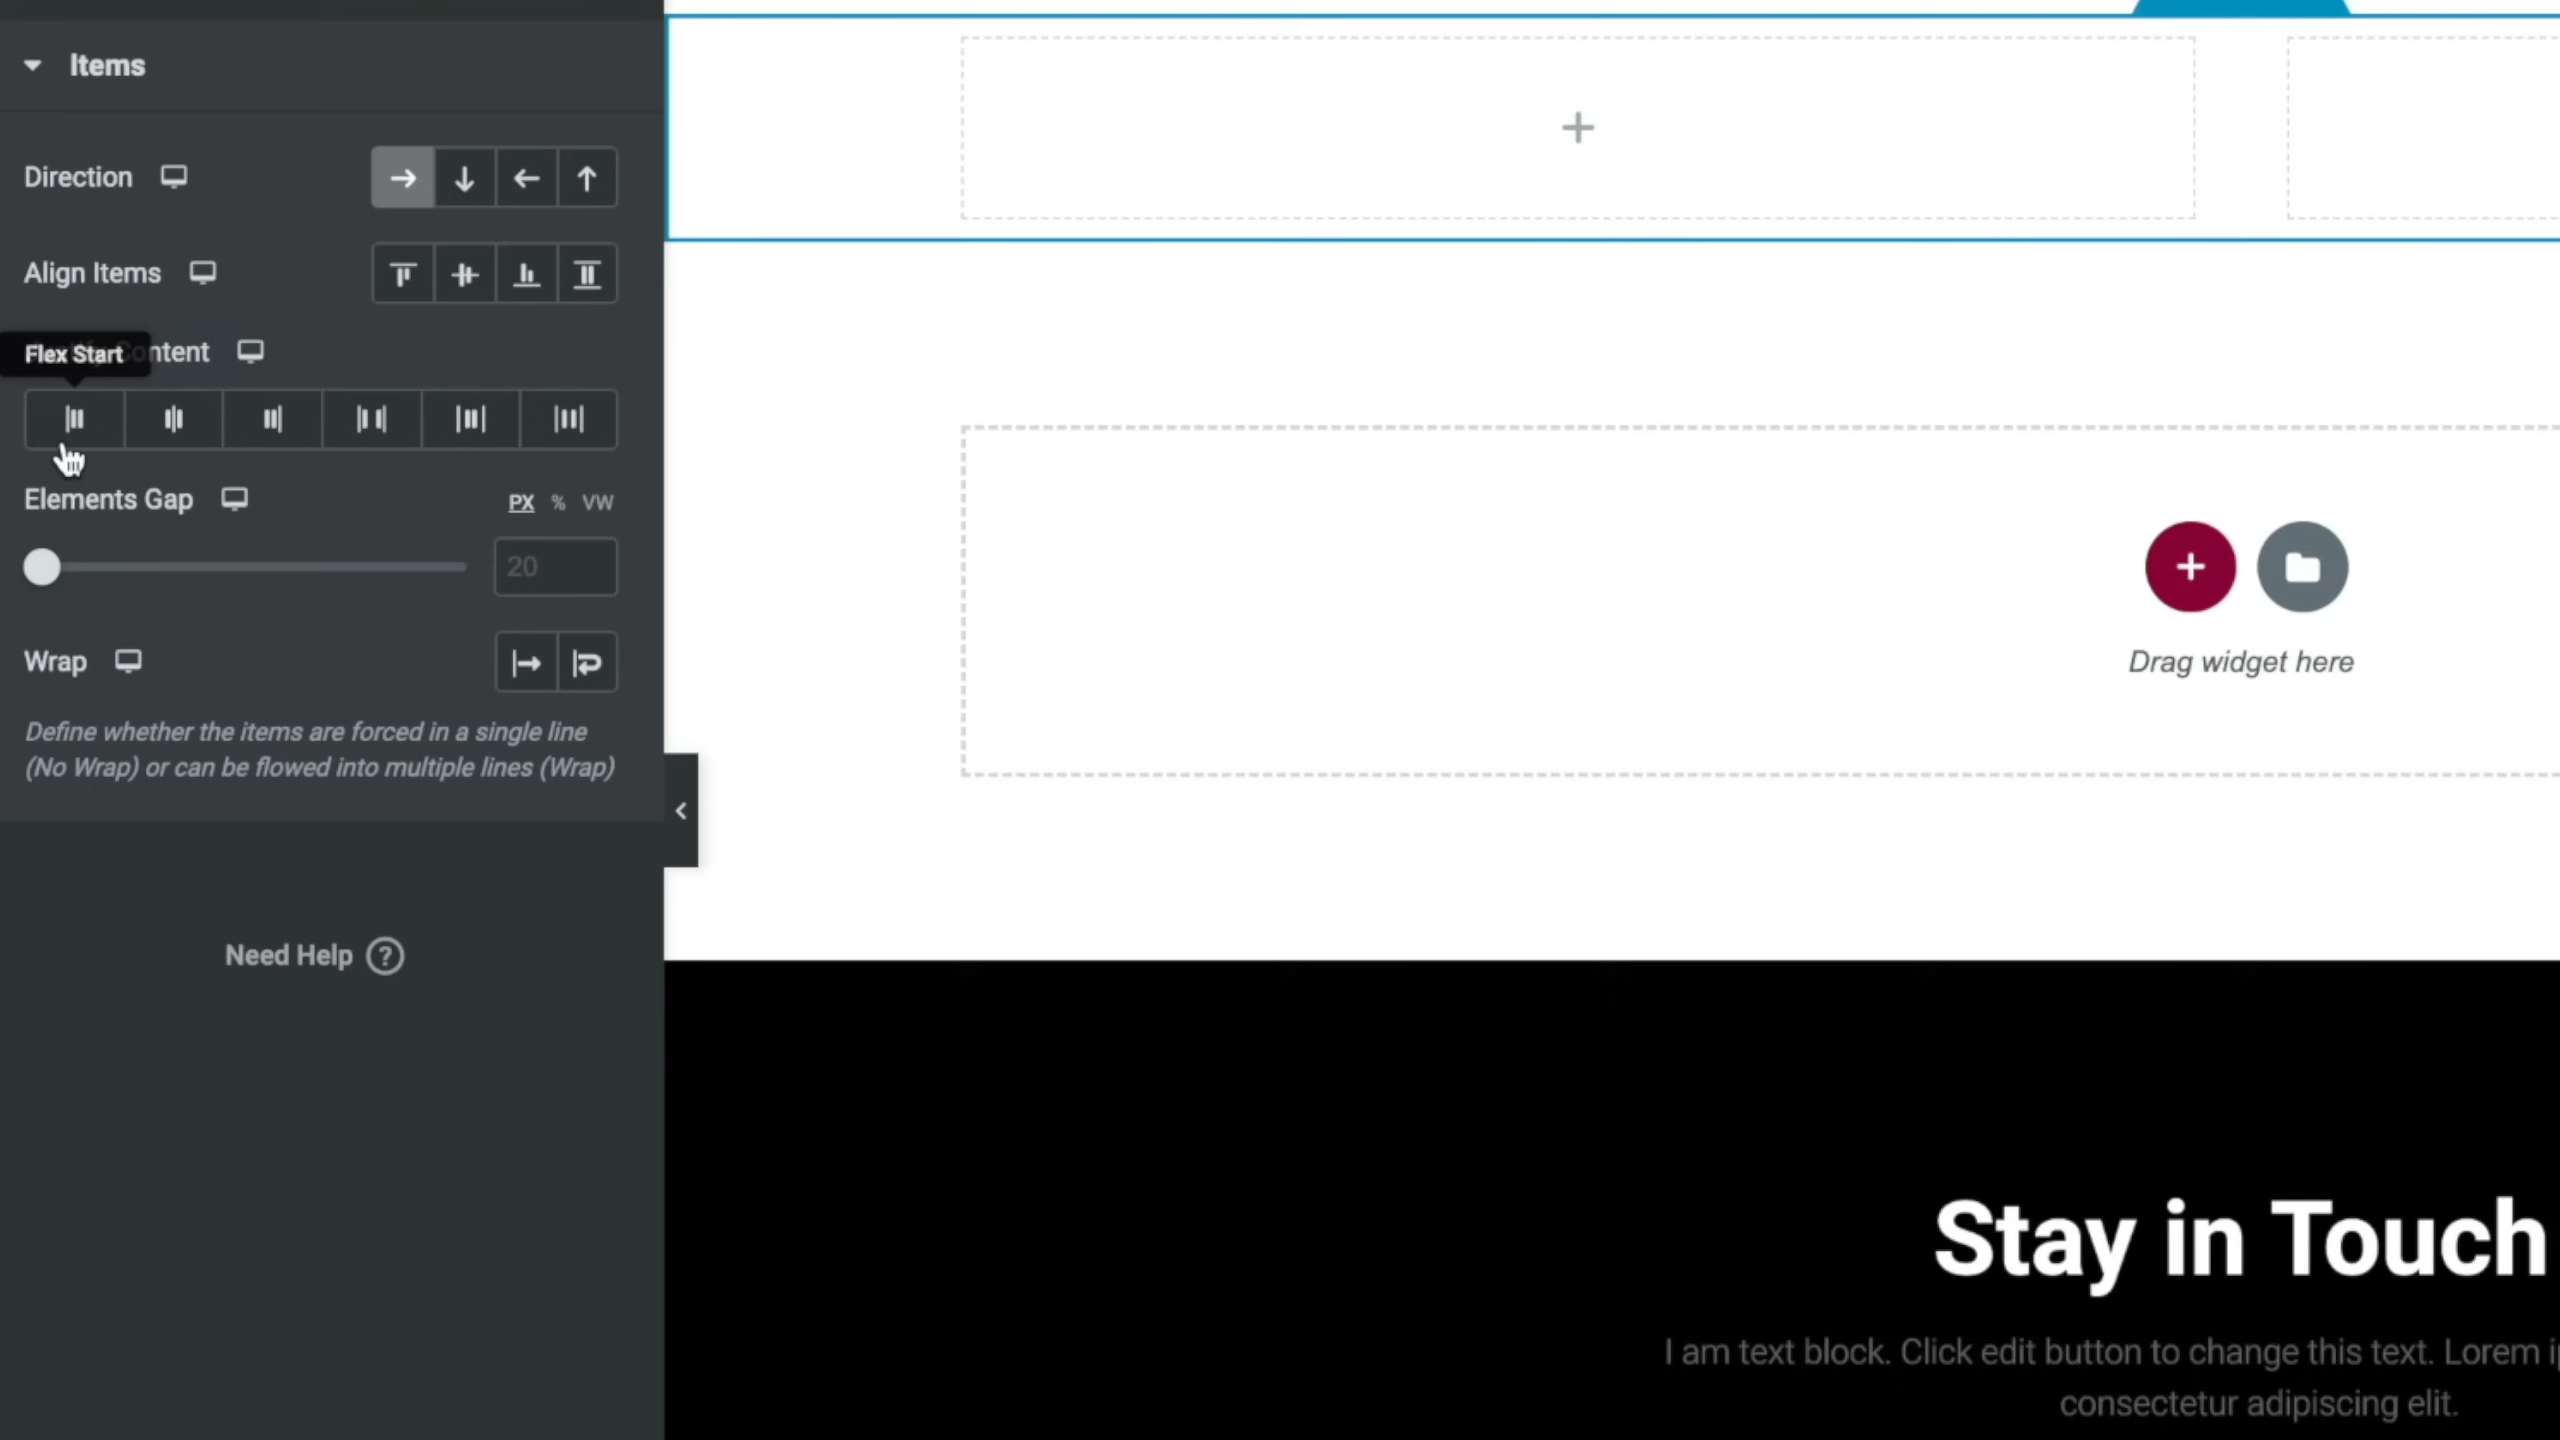 Items
Direction
Align Items
Flex Start ntent
Elements Gap
PX % VW
20
Wrap
Define whether the items are forced in a single line
(No Wrap) or can be flowed into multiple lines (Wrap)
Need Help ?
Drag widget here
Stay in Touch
I am text block. Click edit button to change this text. Lorem i
consectetur adipiscing elit.